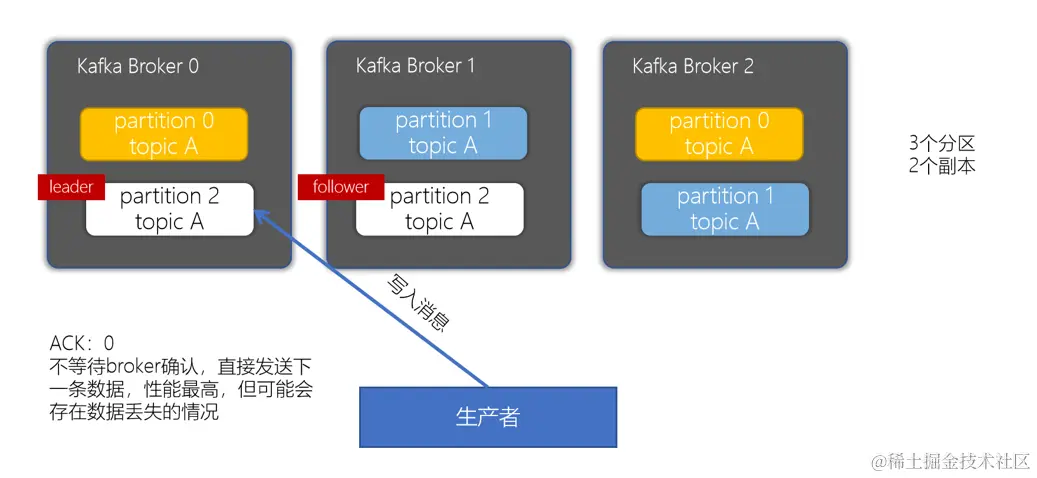 Kafka Broker 0
partition 0
topic A
leader
partition 2
topic A
Kafka Broker 1
partition 1
topic A
follower
partition 2
topic A
Kafka Broker 2
partition 0
topic A
partition 1
topic A
3个分区
2个副本
写入消息
ACK：0
不等待broker确认，直接发送下
一条数据，性能最高，但可能会
存在数据丢失的情况
生产者
@稀土掘金技术社区